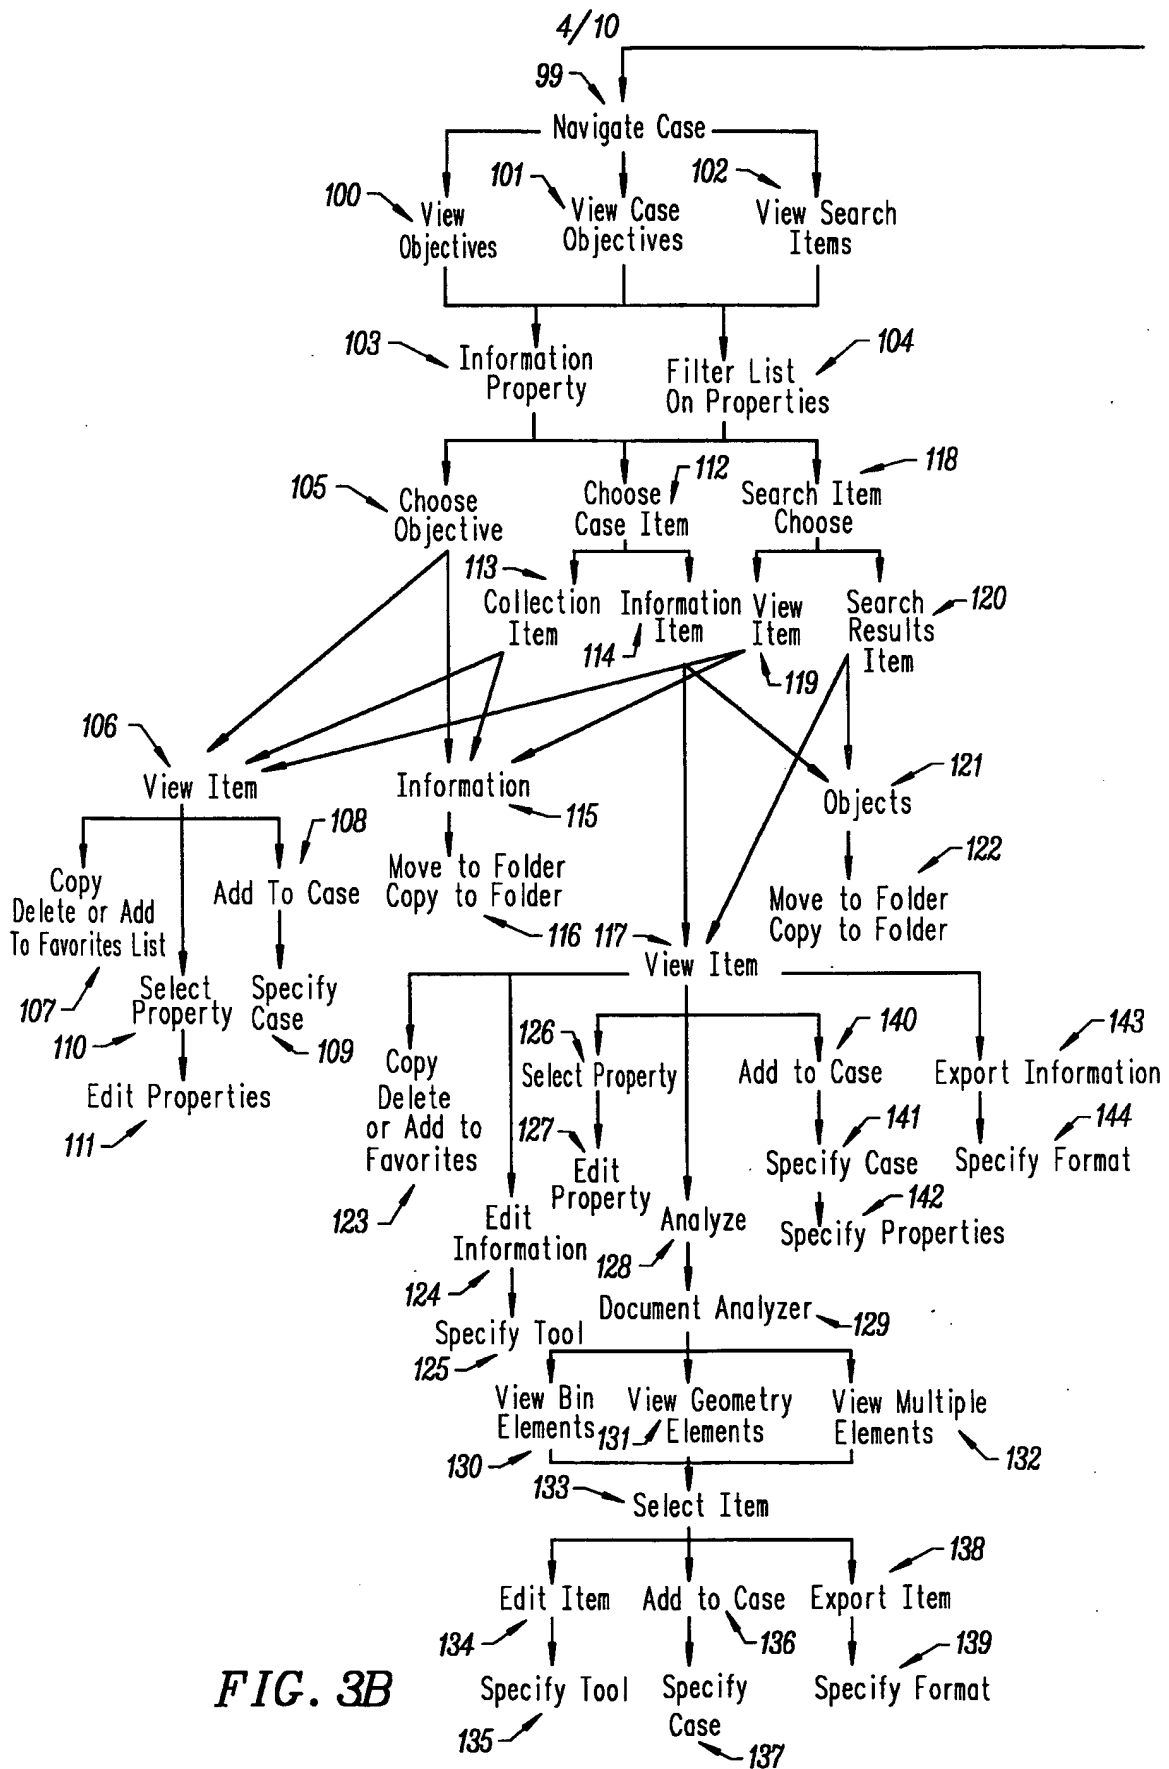 4/10
99
Navigate Case
100
101
102
View
Objectives
View Case
Objectives
View Search
Items
103
Information
Property
104
Filter List
On Properties
105
Choose
Objective
112
Choose
Case Item
118
Search Item
Choose
113
Collection
Item
Information
Item
114
View
Item
119
Search
Results
Item
120
106
View Item
Information
115
121
Objects
108
Copy
Delete or Add
To Favorites List
107
Add To Case
Move to Folder
Copy to Folder
116
122
Move to Folder
Copy to Folder
117
View Item
Select
Property
110
Specify
Case
109
Edit Properties
111
Copy
Delete
or Add to
Favorites
123
126
Select Property
127
Edit
Property
140
Add to Case
141
Specify Case
142
Specify Properties
143
Export Information
144
Specify Format
Edit
Information
124
Specify Tool
125
Analyze
128
Document Analyzer
129
View Bin
Elements
130
View Geometry
Elements
131
View Multiple
Elements
132
133
Select Item
138
Edit Item
134
Add to Case
136
Export Item
139
Specify Tool
135
Specify
Case
137
Specify Format
FIG. 3B